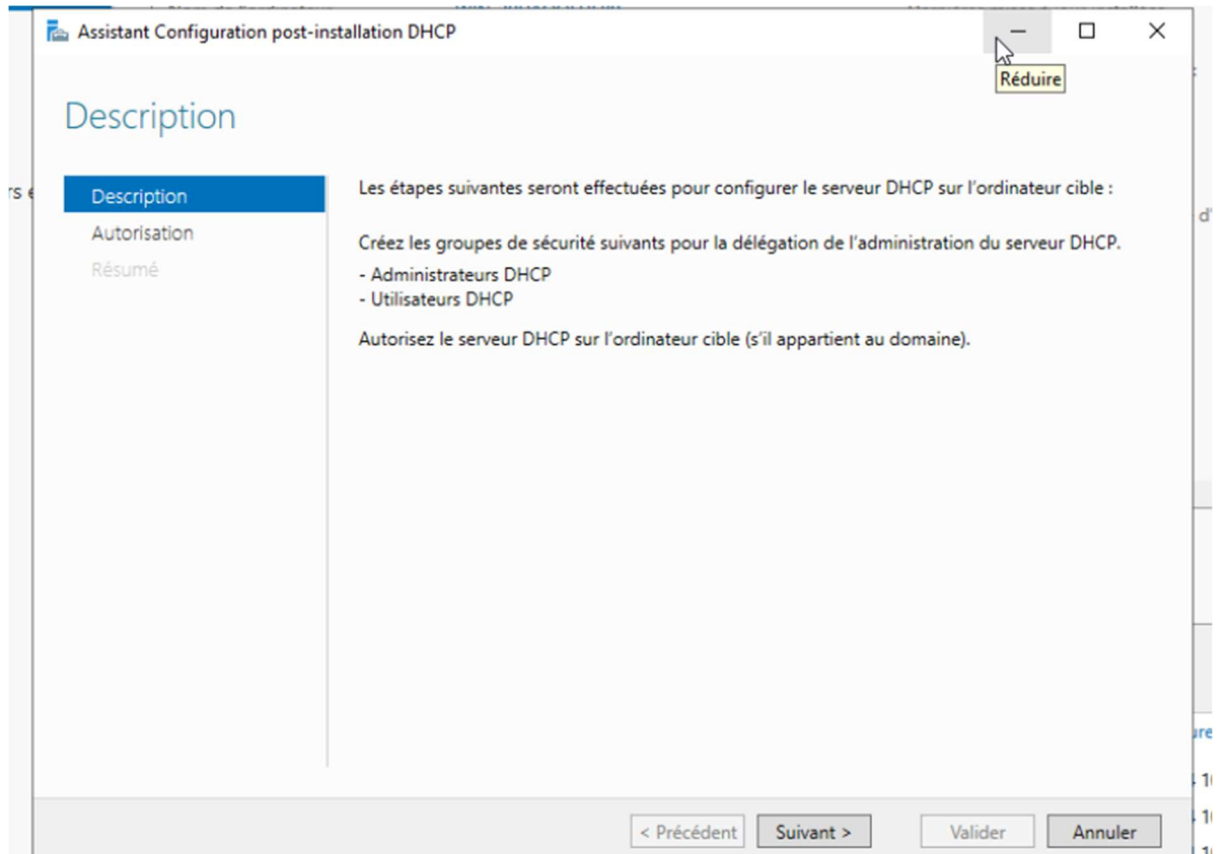 Assistant Configuration post-installation DHCP
Réduire
Description
Description
Autorisation
Résumé
Les étapes suivantes seront effectuées pour configurer le serveur DHCP sur l'ordinateur cible :
Créez les groupes de sécurité suivants pour la délégation de l'administration du serveur DHCP.
- Administrateurs DHCP
- Utilisateurs DHCP
Autorisez le serveur DHCP sur l'ordinateur cible (s'il appartient au domaine).
< Précédent
Suivant >
Valider
Annuler